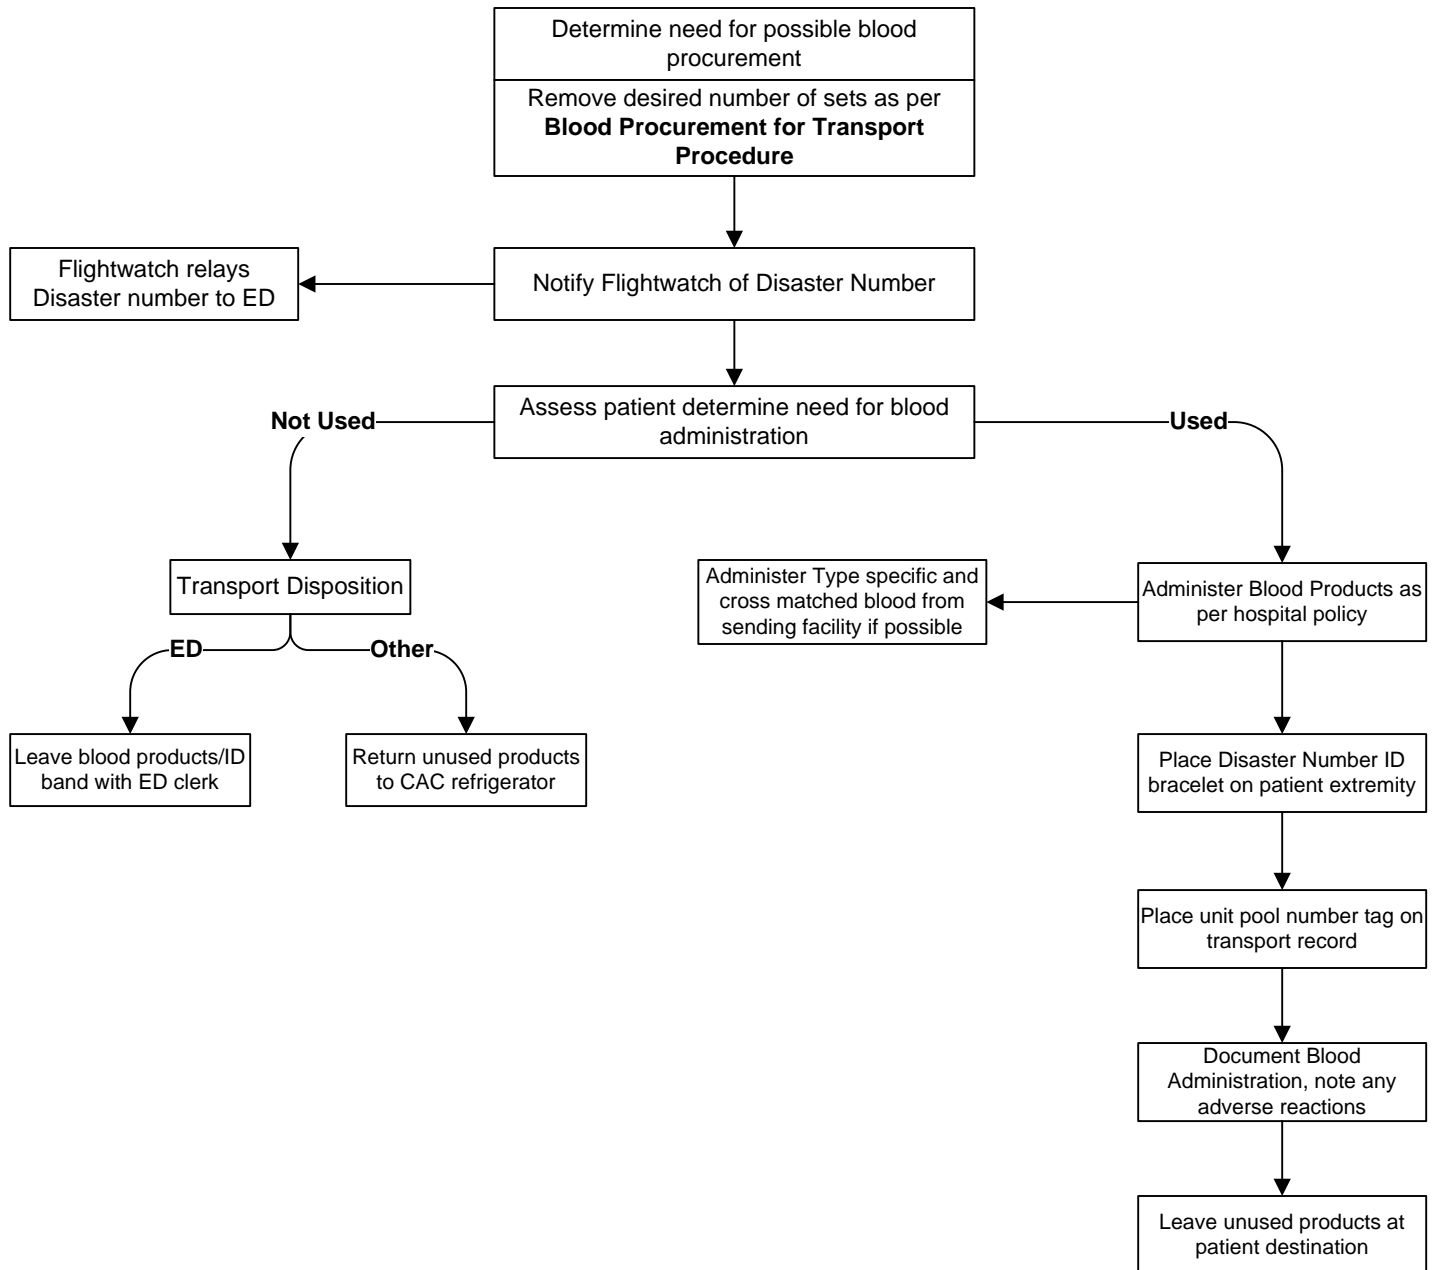 Determine need for possible blood
procurement
Remove desired number of sets as per
Blood Procurement for Transport
Procedure
Flightwatch relays
Disaster number to ED
Notify Flightwatch of Disaster Number
Assess patient determine need for blood
administration
Not Used
Used
Transport Disposition
Administer Type specific and
cross matched blood from
sending facility if possible
Administer Blood Products as
per hospital policy
ED
Other
Leave blood products/ID
band with ED clerk
Return unused products
to CAC refrigerator
Place Disaster Number ID
bracelet on patient extremity
Place unit pool number tag on
transport record
Document Blood
Administration, note any
adverse reactions
Leave unused products at
patient destination